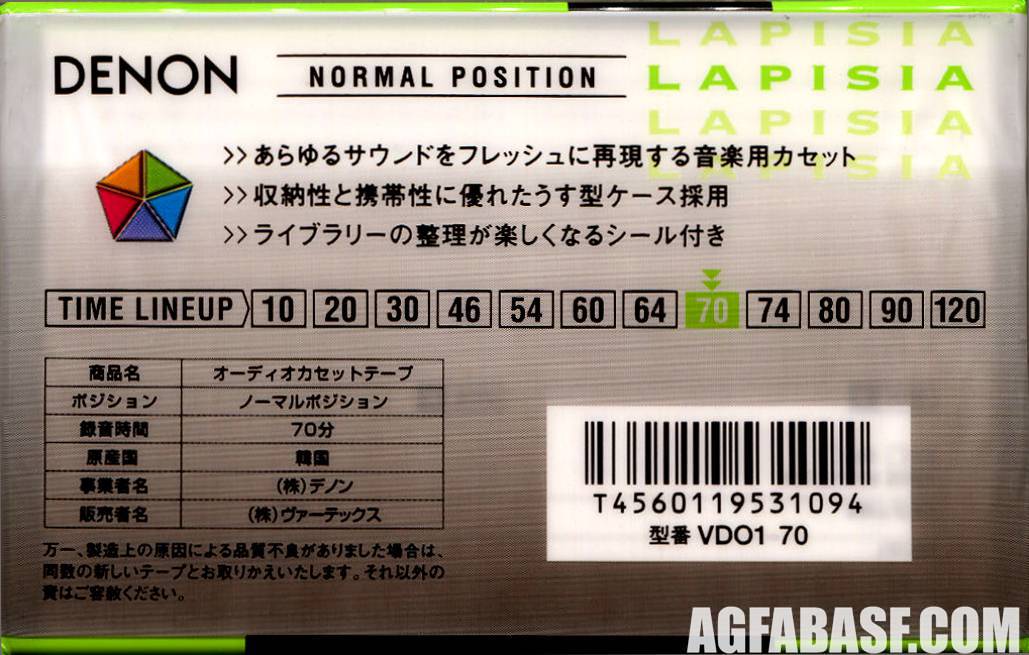 DENON
NORMAL POSITION
LAPISIA
LAPISIA
LAPISIA
LAPISIA
>>あらゆるサウンドをフレッシュに再現する音楽用カセット
>>収納性と携帯性に優れたうす型ケース採用
>>ライブラリーの整理が楽しくなるシール付き
TIME LINEUP 10 20 30 46 54 60 64 70 74 80 90 120
商品名 オーディオカセットテープ
ポジション ノーマルポジション
録音時間 70分
原産国 韓国
事業者名 (株)デノン
販売者名 (株)ヴァーテックス
万一、製造上の原因による品質不良がありました場合は、
同数の新しいテープとお取りかえいたします。それ以外の
責はご容赦ください。
T4560119531094
型番 VDO1 70
AGFABASF.COM